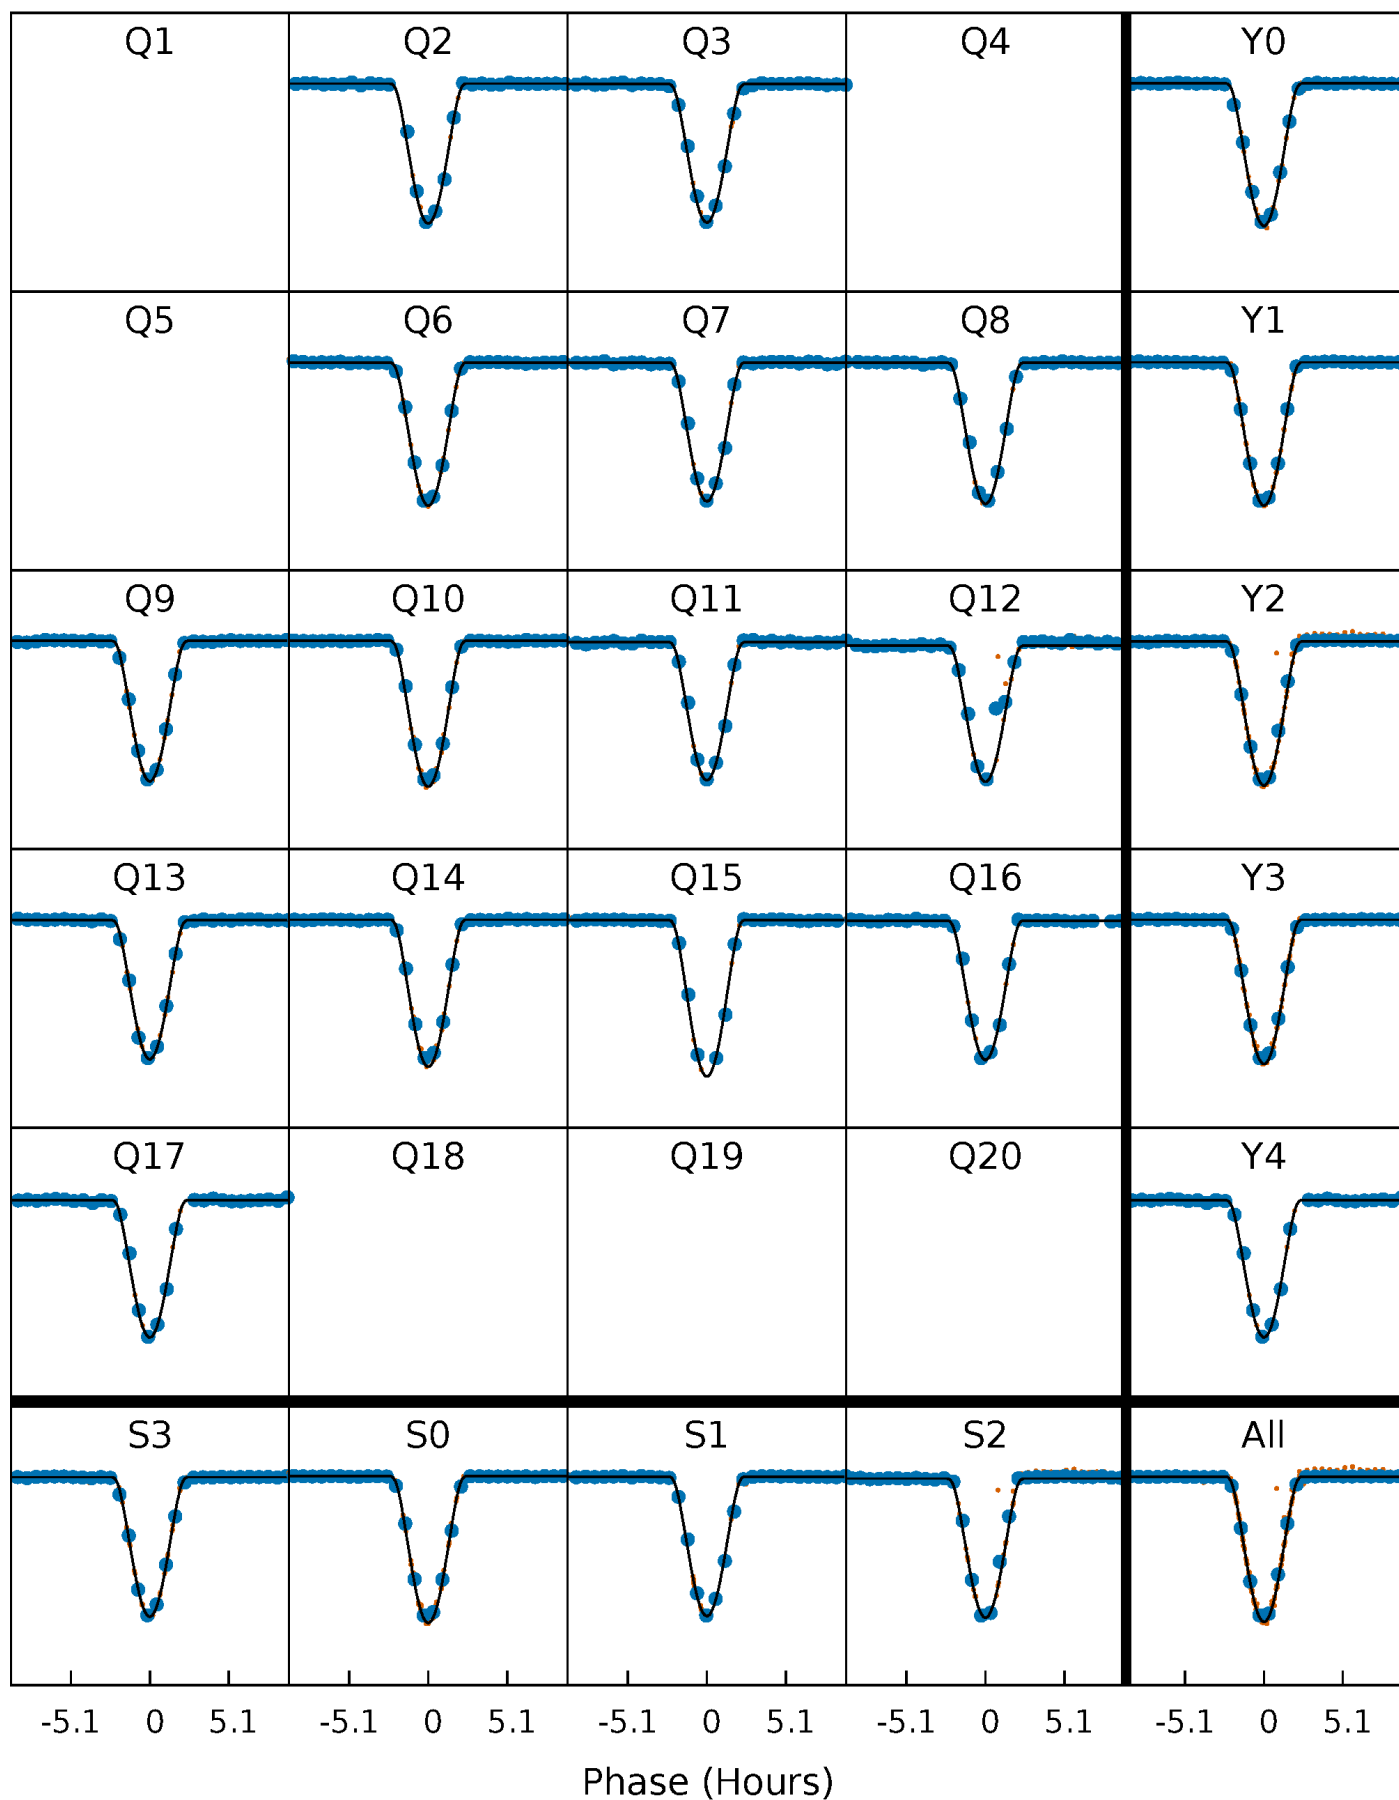 Q1 Q2 Q3 Q4 Y0
Q5 Q6 Q7 Q8 Y1
Q9 Q10 Q11 Q12 Y2
Q13 Q14 Q15 Q16 Y3
Q17 Q18 Q19 Q20 Y4
S3 S0 S1 S2 All
-5.1 0 5.1 -5.1 0 5.1 -5.1 0 5.1 -5.1 0 5.1 -5.1 0 5.1
Phase (Hours)